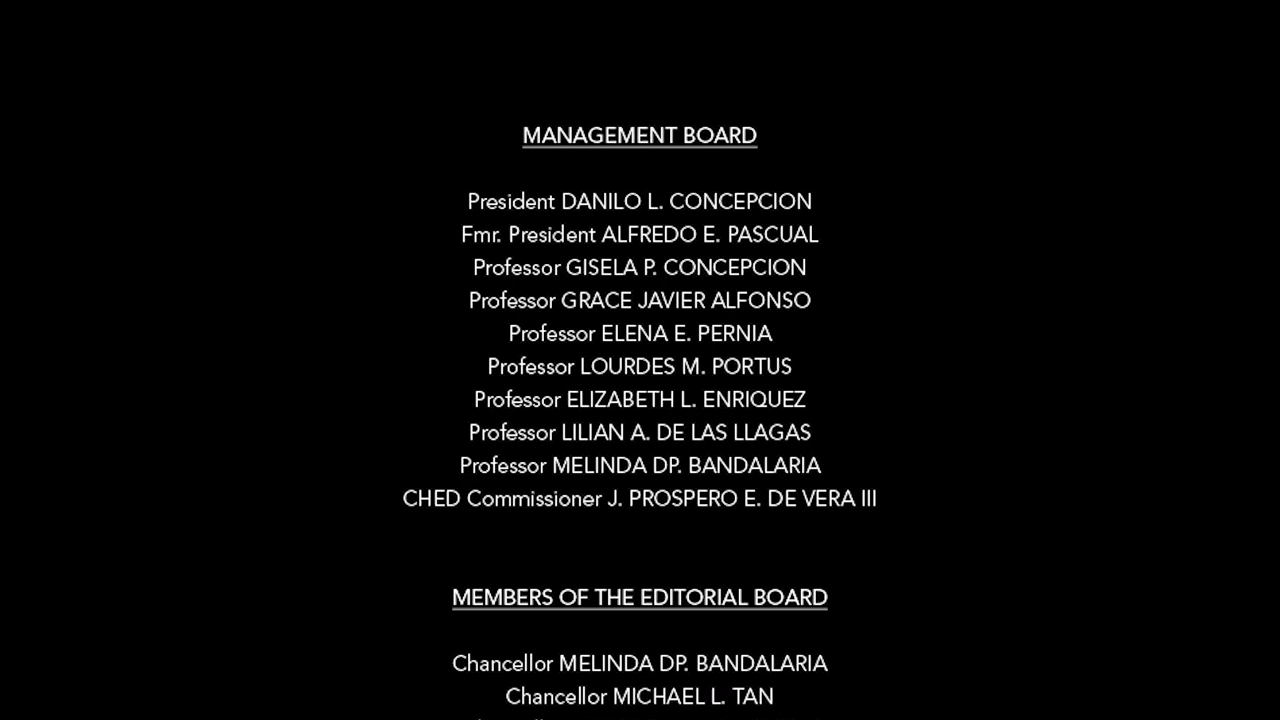 MANAGEMENT BOARD
President DANILO L. CONCEPCION
Fmr. President ALFREDO E. PASCUAL
Professor GISELA P. CONCEPCION
Professor GRACE JAVIER ALFONSO
Professor ELENA E. PERNIA
Professor LOURDES M. PORTUS
Professor ELIZABETH L. ENRIQUEZ
Professor LILIAN A. DE LAS LLAGAS
Professor MELINDA DP. BANDALARIA
CHED Commissioner J. PROSPERO E. DE VERA III
MEMBERS OF THE EDITORIAL BOARD
Chancellor MELINDA DP. BANDALARIA
Chancellor MICHAEL L. TAN